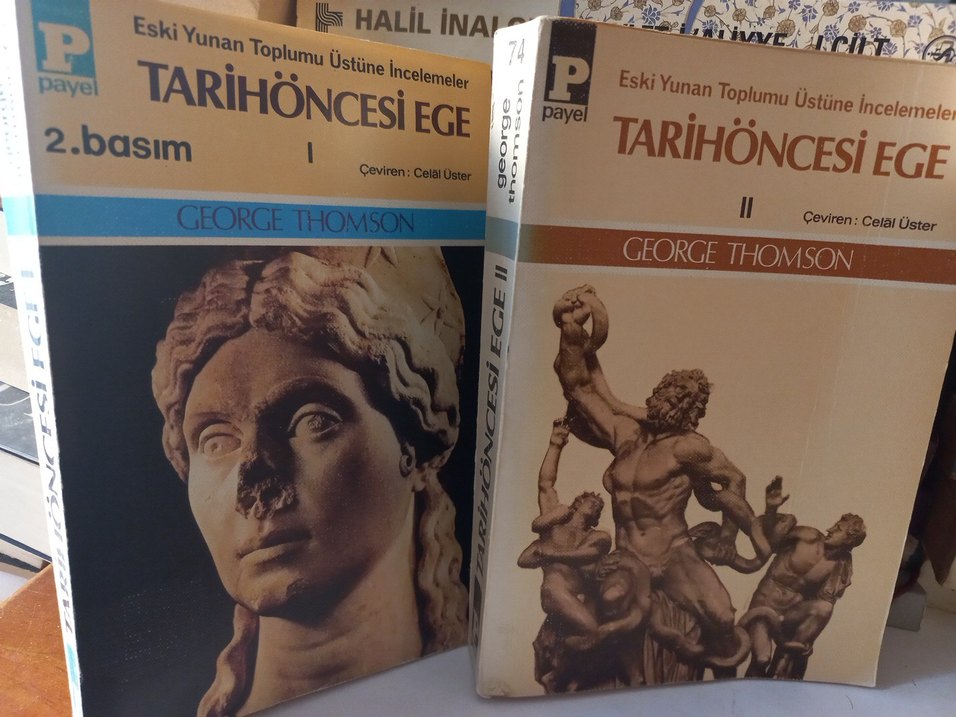 HALİL İNAL
P
payel
Eski Yunan Toplumu Üstüne İncelemeler
TARİHÖNCESİ EGE
2.basım
I
Çeviren: Celâl Üster
GEORGE THOMSON
74
george
thomson
TARİHÖNCESİ EGE II
P
payel
Eski Yunan Toplumu Üstüne İncelemeler
TARİHÖNCESİ EGE
II
Çeviren: Celâl Üster
GEORGE THOMSON
TARİHÖNCESİ EGE I